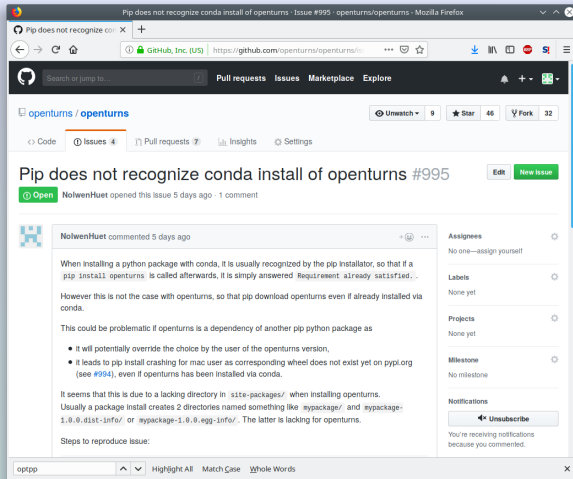 Pip does not recognize conda install of openturns · Issue #995 · openturns/openturns - Mozilla Firefox
Pip does not recognize con
GitHub, Inc. (US) https://github.com/openturns/openturns/is
Search or jump to... / Pull requests Issues Marketplace Explore
openturns / openturns Unwatch 9 Star 46 Fork 32
Code Issues 4 Pull requests 7 Insights Settings
Pip does not recognize conda install of openturns #995 Edit New issue
Open NolwenHuet opened this issue 5 days ago · 1 comment
NolwenHuet commented 5 days ago
When installing a python package with conda, it is usually recognized by the pip installator, so that if a
pip install openturns is called afterwards, it is simply answered Requirement already satisfied. .
However this is not the case with openturns, so that pip download openturns even if already installed via
conda.
This could be problematic if openturns is a dependency of another pip python package as
• it will potentially override the choice by the user of the openturns version,
• it leads to pip install crashing for mac user as corresponding wheel does not exist yet on pypi.org
(see #994), even if openturns has been installed via conda.
It seems that this is due to a lacking directory in site-packages/ when installing openturns.
Usually a package install creates 2 directories named something like mypackage/ and mypackage-
1.0.0.dist-info/ or mypackage-1.0.0.egg-info/ . The latter is lacking for openturns.
Steps to reproduce issue:
Assignees
No one—assign yourself
Labels
None yet
Projects
None yet
Milestone
No milestone
Notifications
Unsubscribe
You're receiving notifications
because you commented.
optpp Highlight All Match Case Whole Words